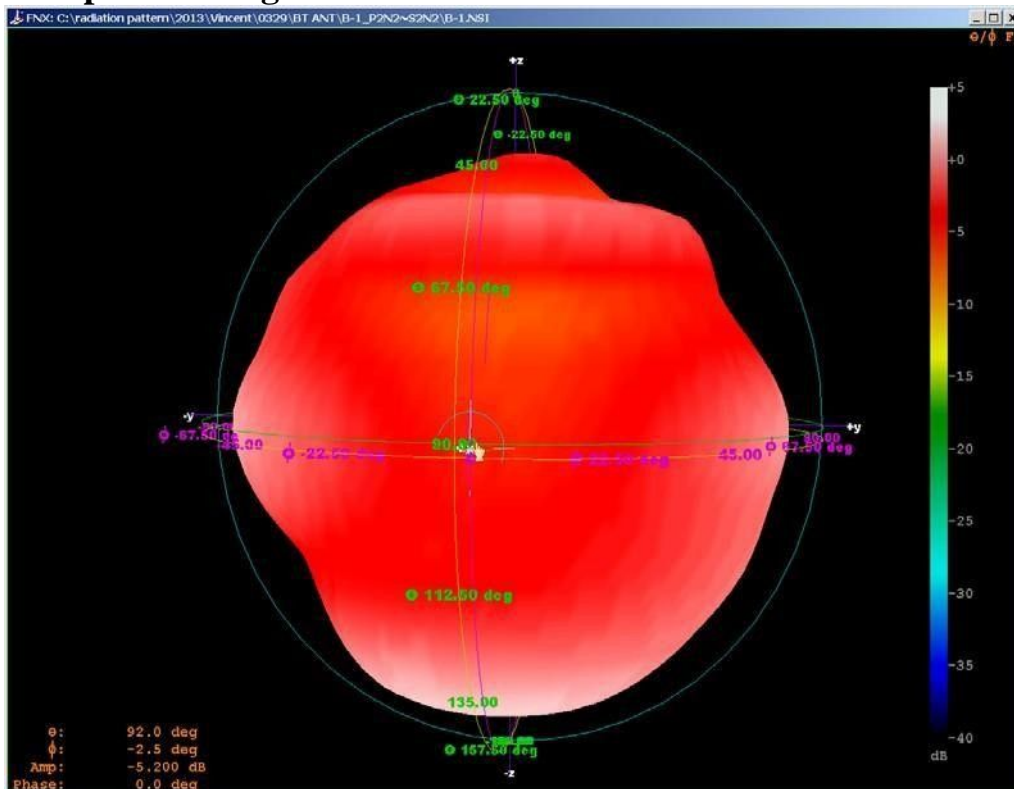 FNX: C:\radiation pattern\2013\Vincent\0329\BT ANT\B-1_P2N2~S2N2\B-1.NSI
Θ/ϕ F
+z
Θ 22.50 deg
Θ -22.50 deg
45.00
Θ 67.50 deg
-y
+y
90.00
ϕ -67.50
-45.00
ϕ -22.50 deg
ϕ 22.50 deg
45.00
ϕ 67.50 deg
Θ 112.50 deg
135.00
Θ 157.50 deg
-z
+5
+0
-5
-10
-15
-20
-25
-30
-35
-40
dB
Θ: 92.0 deg
ϕ: -2.5 deg
Amp: -5.200 dB
Phase: 0.0 deg